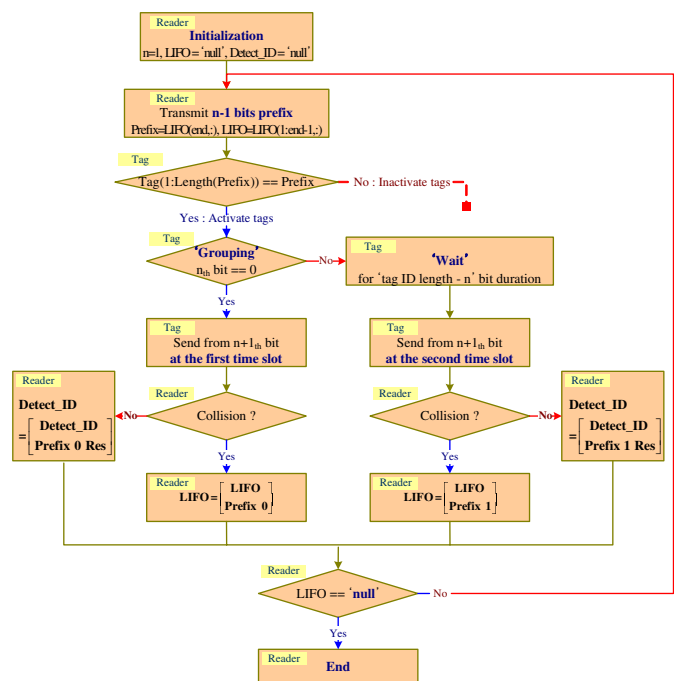 Reader
Initialization
n=1, LIFO = 'null', Detect_ID = 'null'
Reader
Transmit n-1 bits prefix
Prefix=LIFO(end,:), LIFO=LIFO(1:end-1,:)
Tag
Tag(1:Length(Prefix)) == Prefix
No : Inactivate tags
Yes : Activate tags
Tag
'Grouping'
nth bit == 0
No
Tag
'Wait'
for 'tag ID length - n' bit duration
Yes
Tag
Send from n+1th bit
at the first time slot
Tag
Send from n+1th bit
at the second time slot
Reader
Detect_ID
=[Detect_ID
Prefix 0 Res]
No
Reader
Collision ?
Reader
Collision ?
No
Reader
Detect_ID
=[Detect_ID
Prefix 1 Res]
Yes
Yes
Reader
LIFO=[LIFO
Prefix 0]
Reader
LIFO=[LIFO
Prefix 1]
Reader
LIFO == 'null'
No
Yes
Reader
End